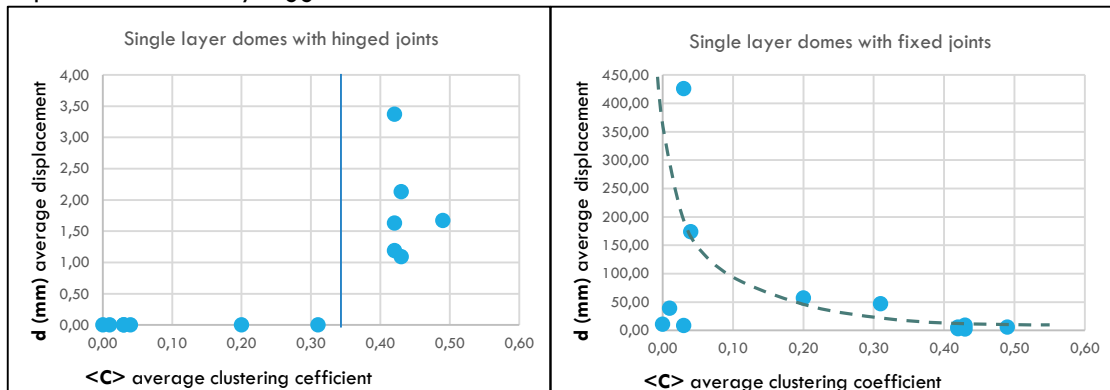 Single layer domes with hinged joints
4,00
3,50
3,00
2,50
2,00
1,50
1,00
0,50
0,00
0,00 0,10 0,20 0,30 0,40 0,50 0,60
d (mm) average displacement
<C> average clustering cefficient
Single layer domes with fixed joints
450,00
400,00
350,00
300,00
250,00
200,00
150,00
100,00
50,00
0,00
0,00 0,10 0,20 0,30 0,40 0,50 0,60
d (mm) average displacement
<C> average clustering coefficient